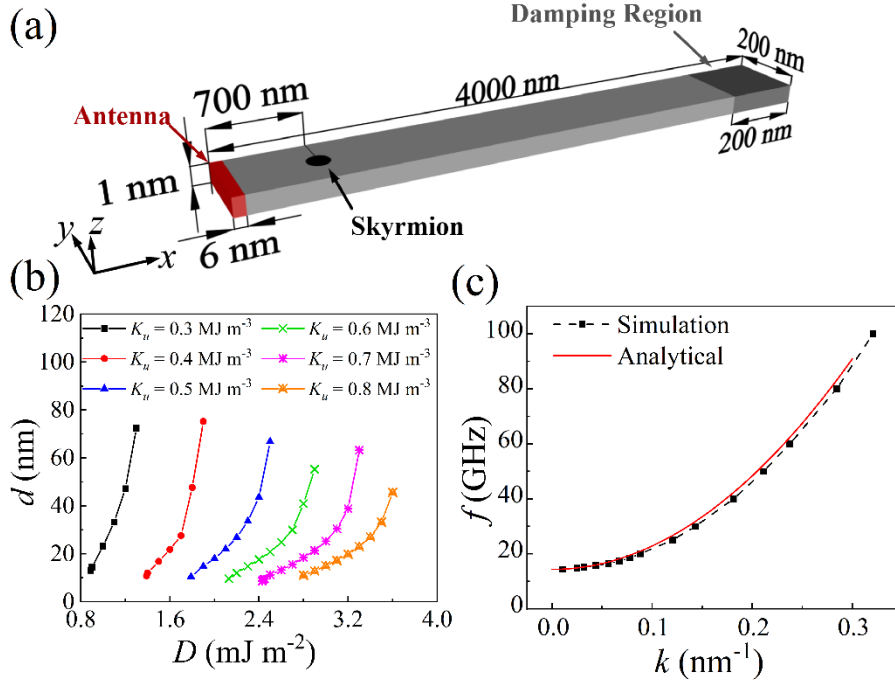 (a)
Damping Region
200 nm
4000 nm
700 nm
Antenna
200 nm
1 nm
Skyrmion
6 nm
y z x
(b)
120
100
80
60
40
20
0
d (nm)
K_u = 0.3 MJ m^-3
K_u = 0.6 MJ m^-3
K_u = 0.4 MJ m^-3
K_u = 0.7 MJ m^-3
K_u = 0.5 MJ m^-3
K_u = 0.8 MJ m^-3
0.8 1.6 2.4 3.2 4.0
D (mJ m^-2)
(c)
Simulation
Analytical
100
80
60
40
20
0
f (GHz)
0.0 0.1 0.2 0.3
k (nm^-1)